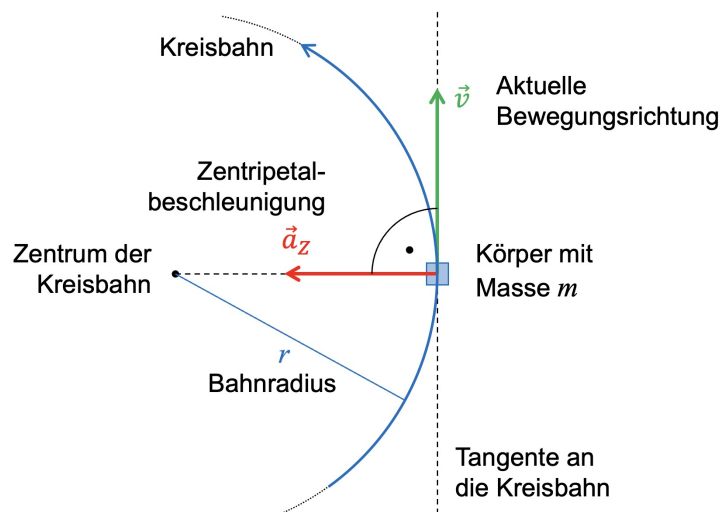 Kreisbahn
Aktuelle
Bewegungsrichtung
v⃗
Zentripetal-
beschleunigung
a⃗Z
Zentrum der
Kreisbahn
Körper mit
Masse m
r
Bahnradius
Tangente an
die Kreisbahn